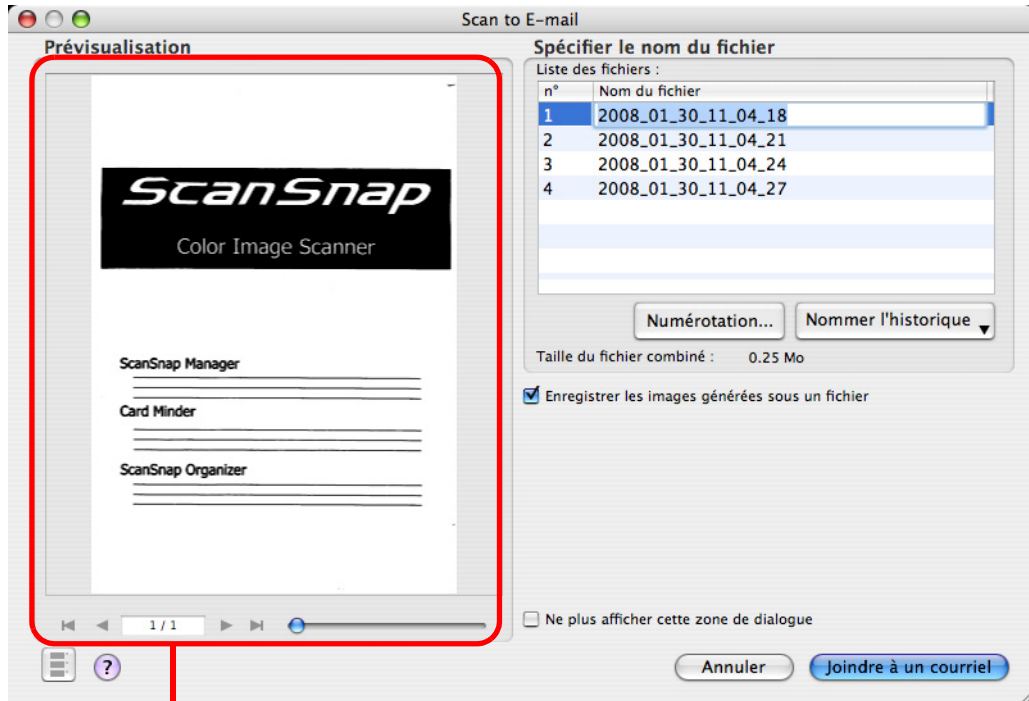 Scan to E-mail
Prévisualisation
ScanSnap
Color Image Scanner
ScanSnap Manager
Card Minder
ScanSnap Organizer
1 / 1
?
Spécifier le nom du fichier
Liste des fichiers :
n° Nom du fichier
1 2008_01_30_11_04_18
2 2008_01_30_11_04_21
3 2008_01_30_11_04_24
4 2008_01_30_11_04_27
Numérotation... Nommer l'historique
Taille du fichier combiné : 0.25 Mo
Enregistrer les images générées sous un fichier
Ne plus afficher cette zone de dialogue
Annuler Joindre à un courriel